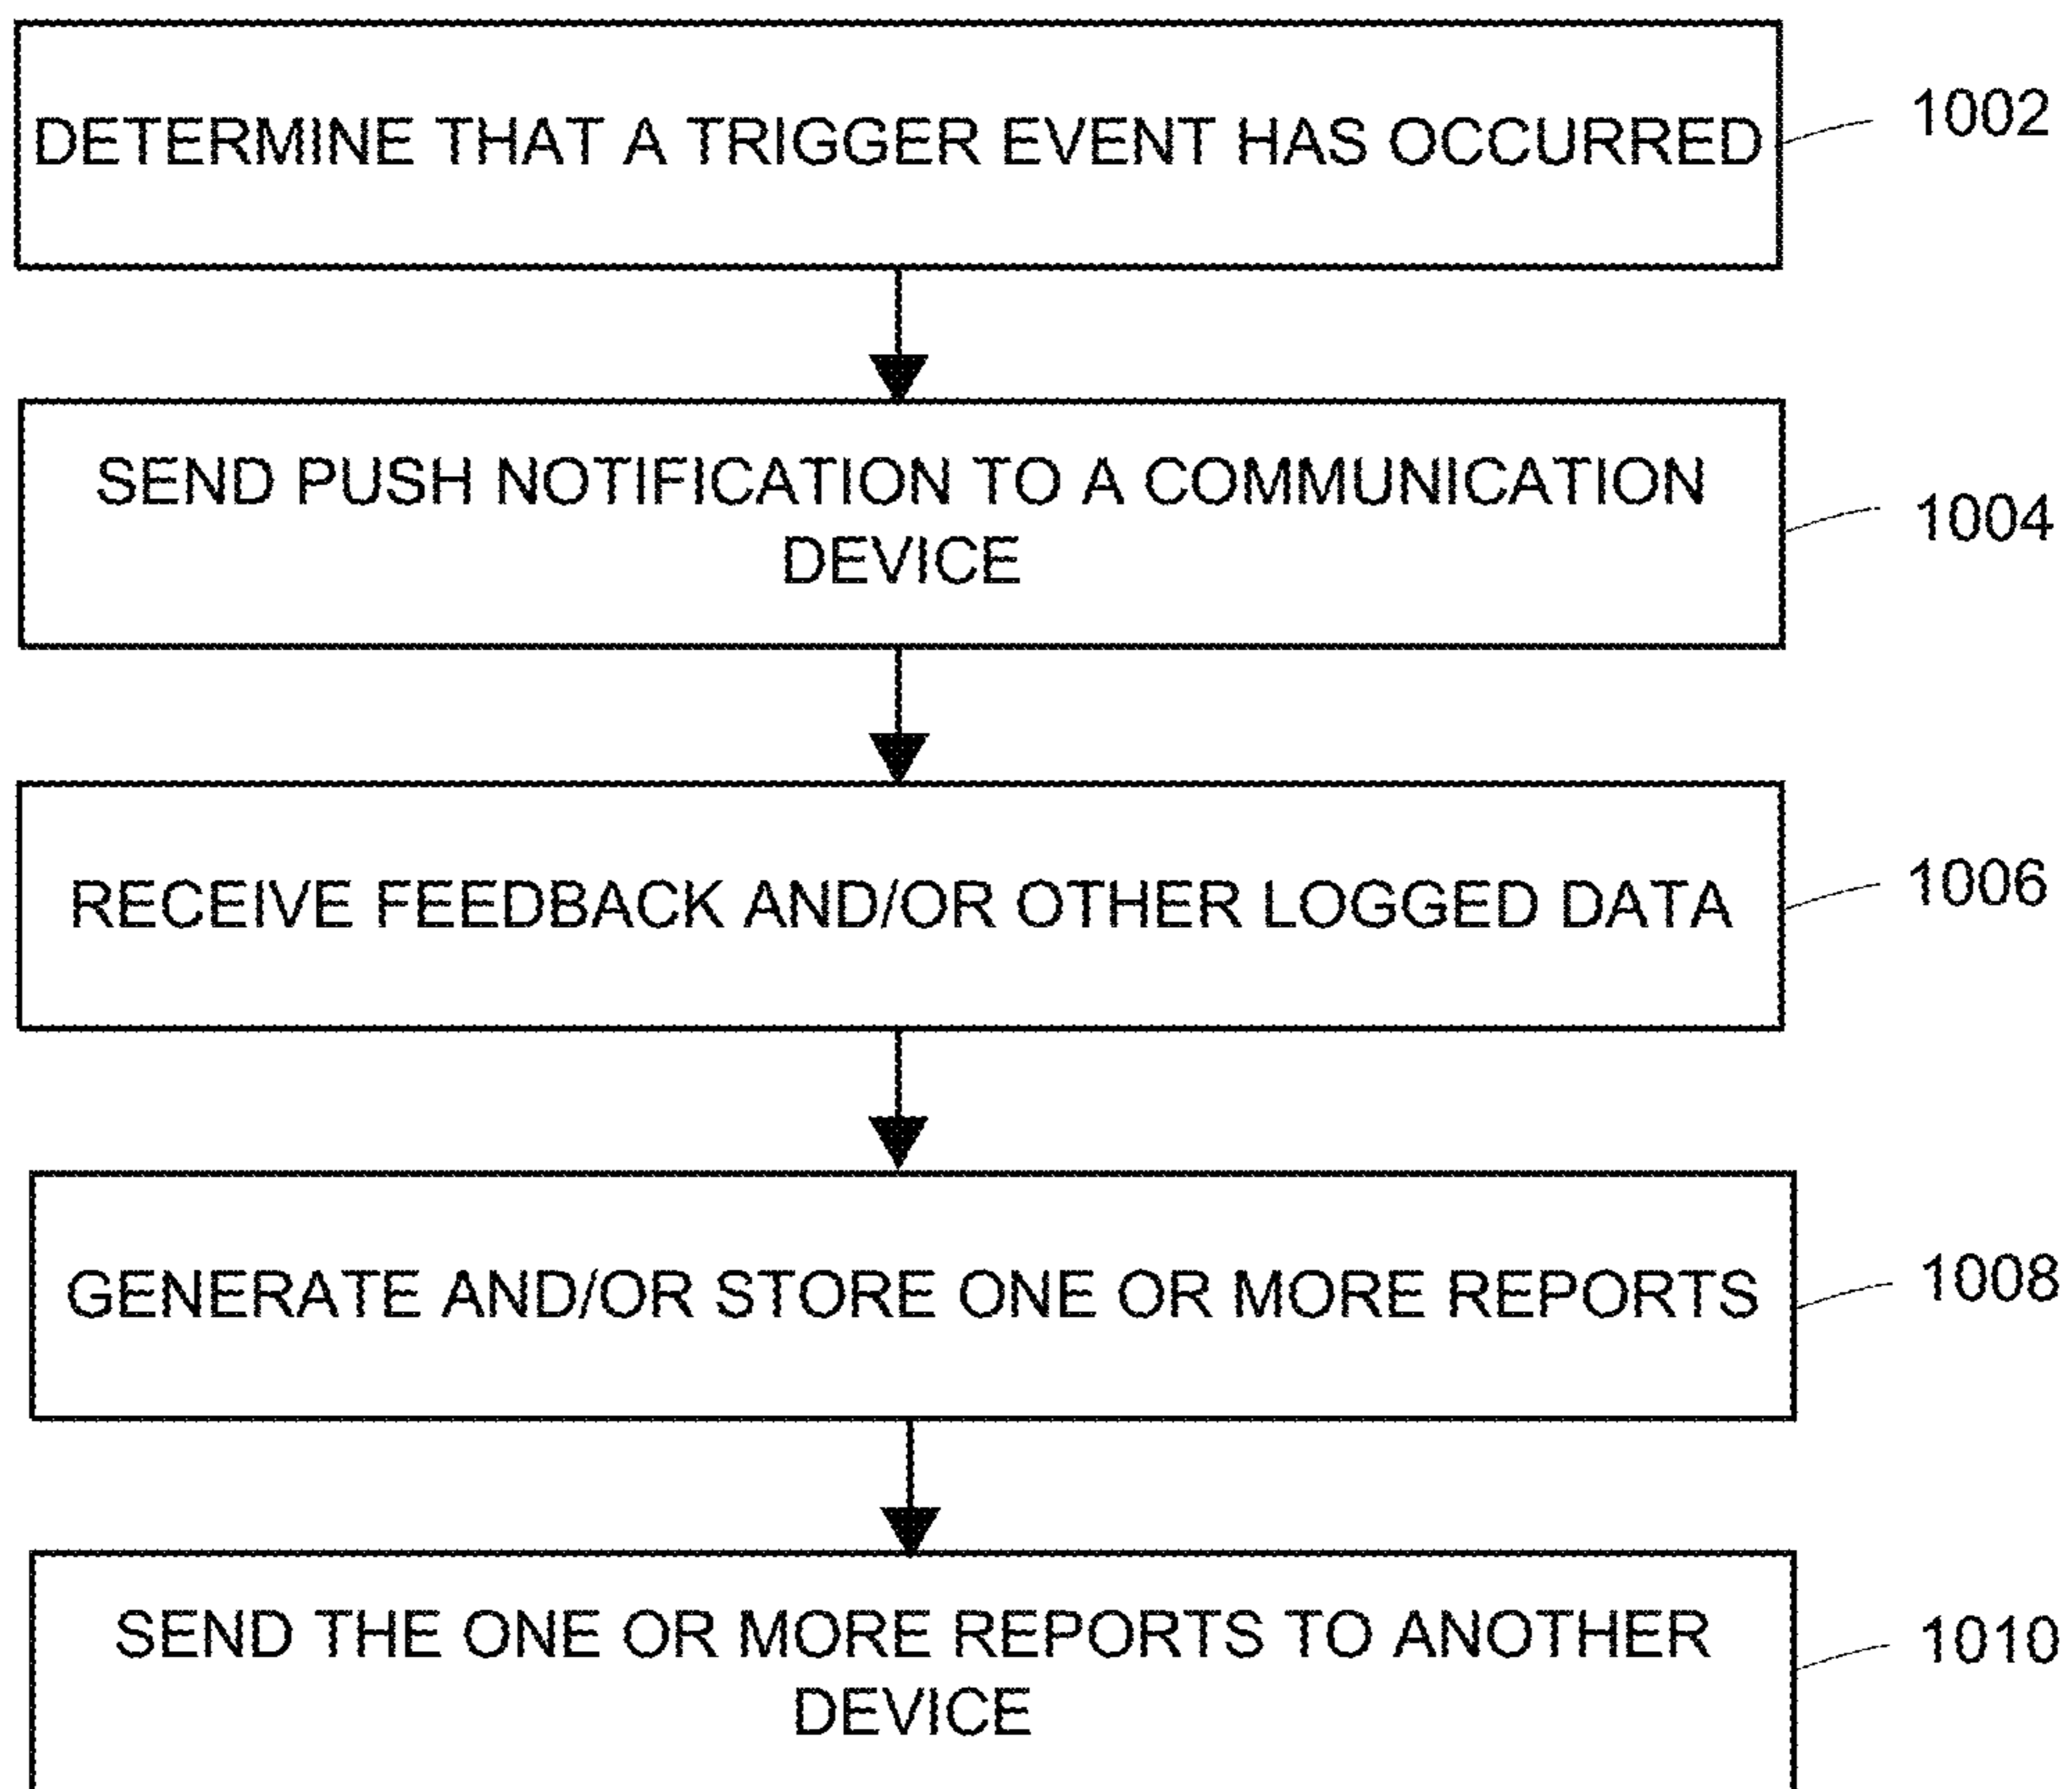 DETERMINE THAT A TRIGGER EVENT HAS OCCURRED
1002
SEND PUSH NOTIFICATION TO A COMMUNICATION
DEVICE
1004
RECEIVE FEEDBACK AND/OR OTHER LOGGED DATA
1006
GENERATE AND/OR STORE ONE OR MORE REPORTS
1008
SEND THE ONE OR MORE REPORTS TO ANOTHER
DEVICE
1010